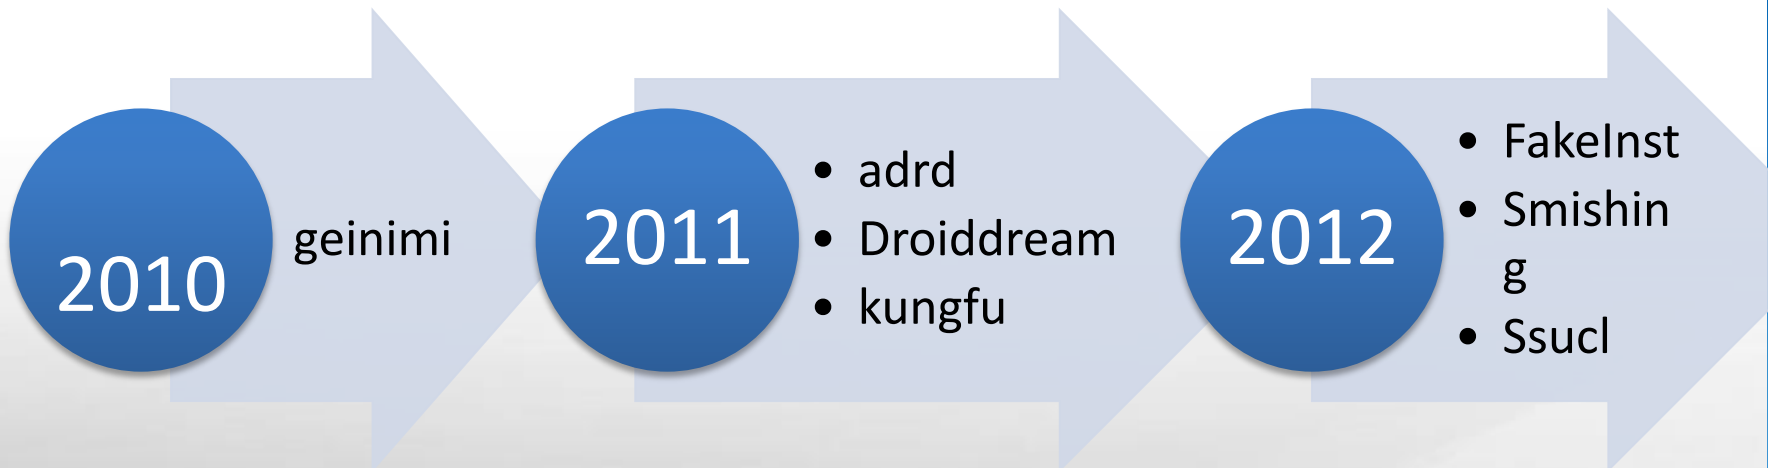 2010
geinimi
2011
• adrd
• Droiddream
• kungfu
2012
• FakeInst
• Smishin
g
• Ssucl